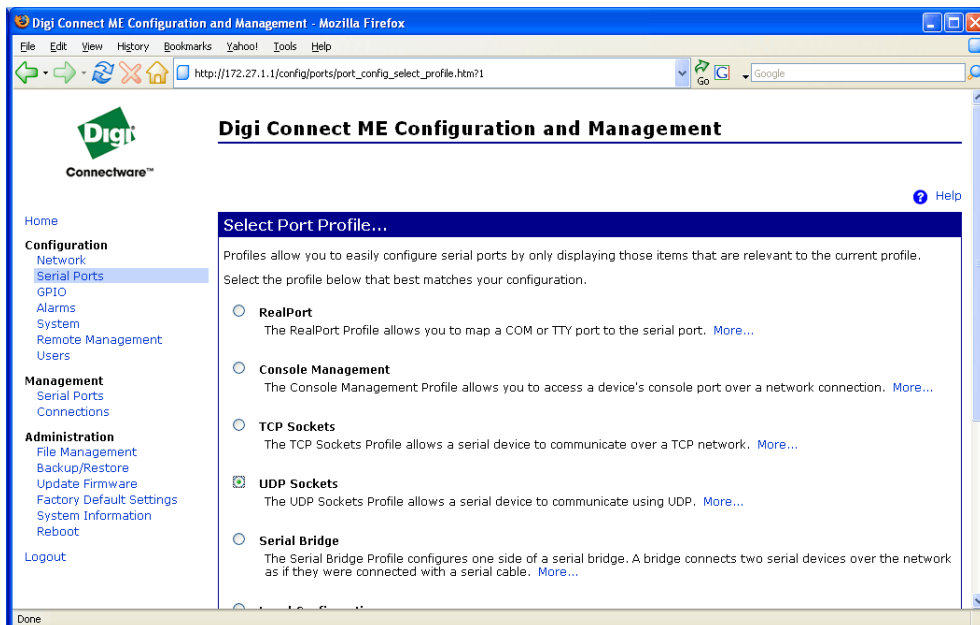 Digi Connect ME Configuration and Management - Mozilla Firefox
File Edit View History Bookmarks Yahoo! Tools Help
http://172.27.1.1/config/ports/port_config_select_profile.htm?1
Go
G
Google
Digi
Connectware™
Digi Connect ME Configuration and Management
Help
Home
Configuration
Network
Serial Ports
GPIO
Alarms
System
Remote Management
Users
Management
Serial Ports
Connections
Administration
File Management
Backup/Restore
Update Firmware
Factory Default Settings
System Information
Reboot
Logout
Select Port Profile...
Profiles allow you to easily configure serial ports by only displaying those items that are relevant to the current profile.
Select the profile below that best matches your configuration.
RealPort
The RealPort Profile allows you to map a COM or TTY port to the serial port. More...
Console Management
The Console Management Profile allows you to access a device's console port over a network connection. More...
TCP Sockets
The TCP Sockets Profile allows a serial device to communicate over a TCP network. More...
UDP Sockets
The UDP Sockets Profile allows a serial device to communicate using UDP. More...
Serial Bridge
The Serial Bridge Profile configures one side of a serial bridge. A bridge connects two serial devices over the network
as if they were connected with a serial cable. More...
Done